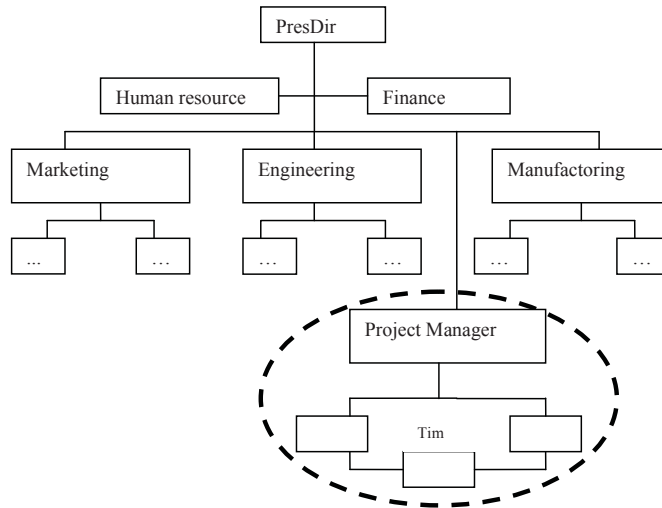 PresDir
Human resource
Finance
Marketing
Engineering
Manufactoring
...
...
...
...
...
...
Project Manager
Tim